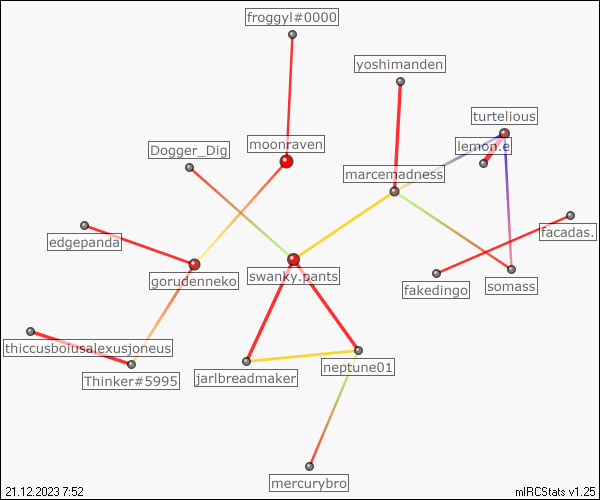 froggyl#0000
yoshimanden
turtelious
moonraven
lemon.e
Dogger_Dig
marcemadness
facadas.
edgepanda
gorudenneko
swanky.pants
fakedingo
somass
thiccusboiusalexusjoneus
neptune01
Thinker#5995
jarlbreadmaker
mercurybro
21.12.2023 7:52
mIRCStats v1.25